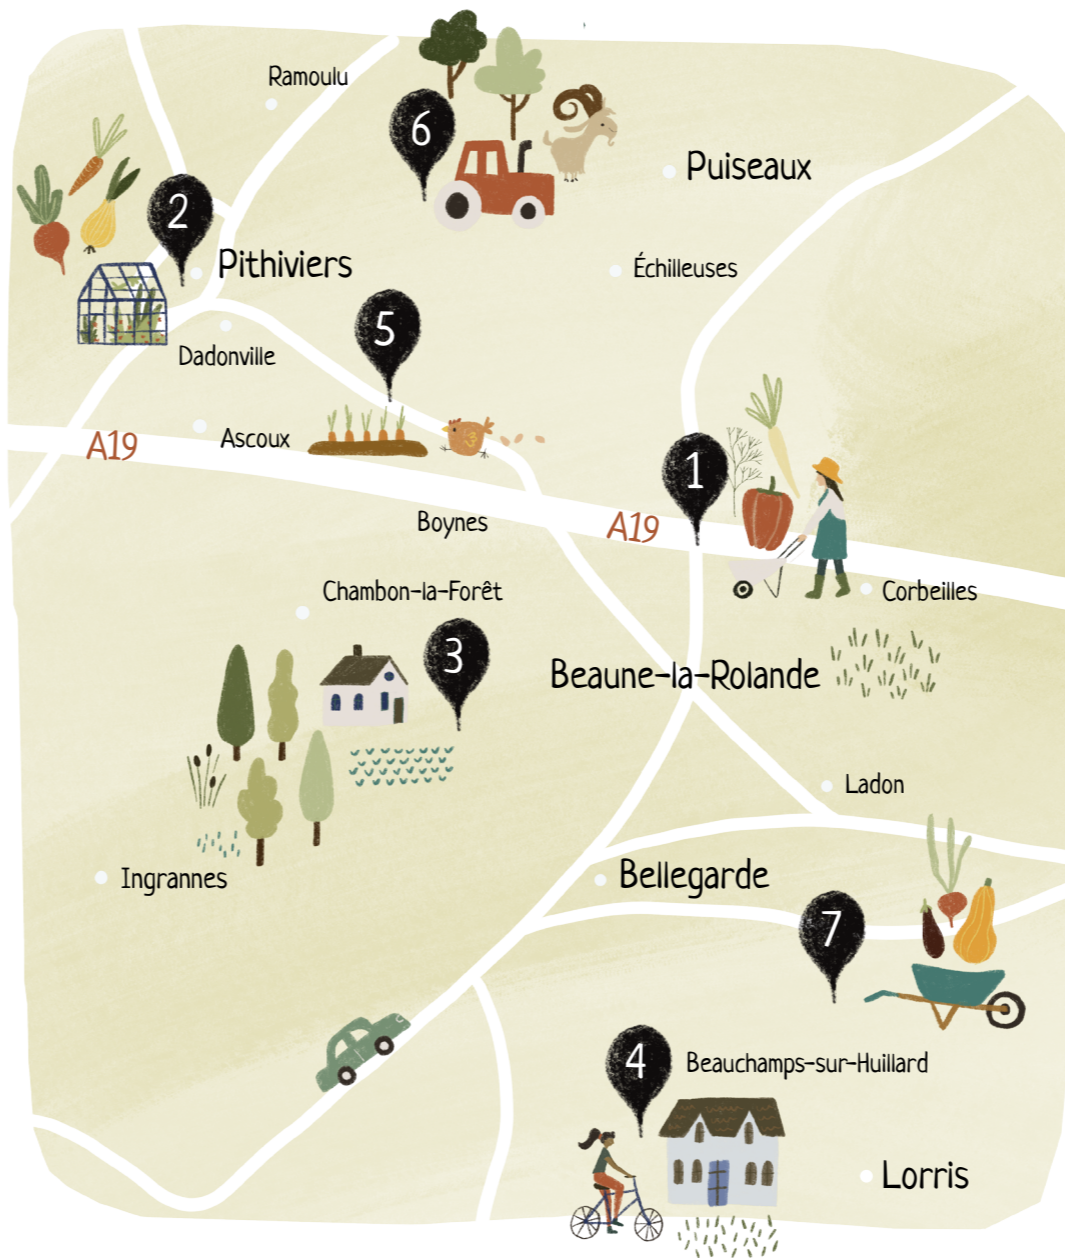 Ramoulu
6
Puiseaux
2
Pithiviers
Échilleuses
5
Dadonville
A19
Ascoux
1
Boynes
A19
Chambon-la-Forêt
Corbeilles
3
Beaune-la-Rolande
Ladon
Ingrannes
Bellegarde
7
4
Beauchamps-sur-Huillard
Lorris